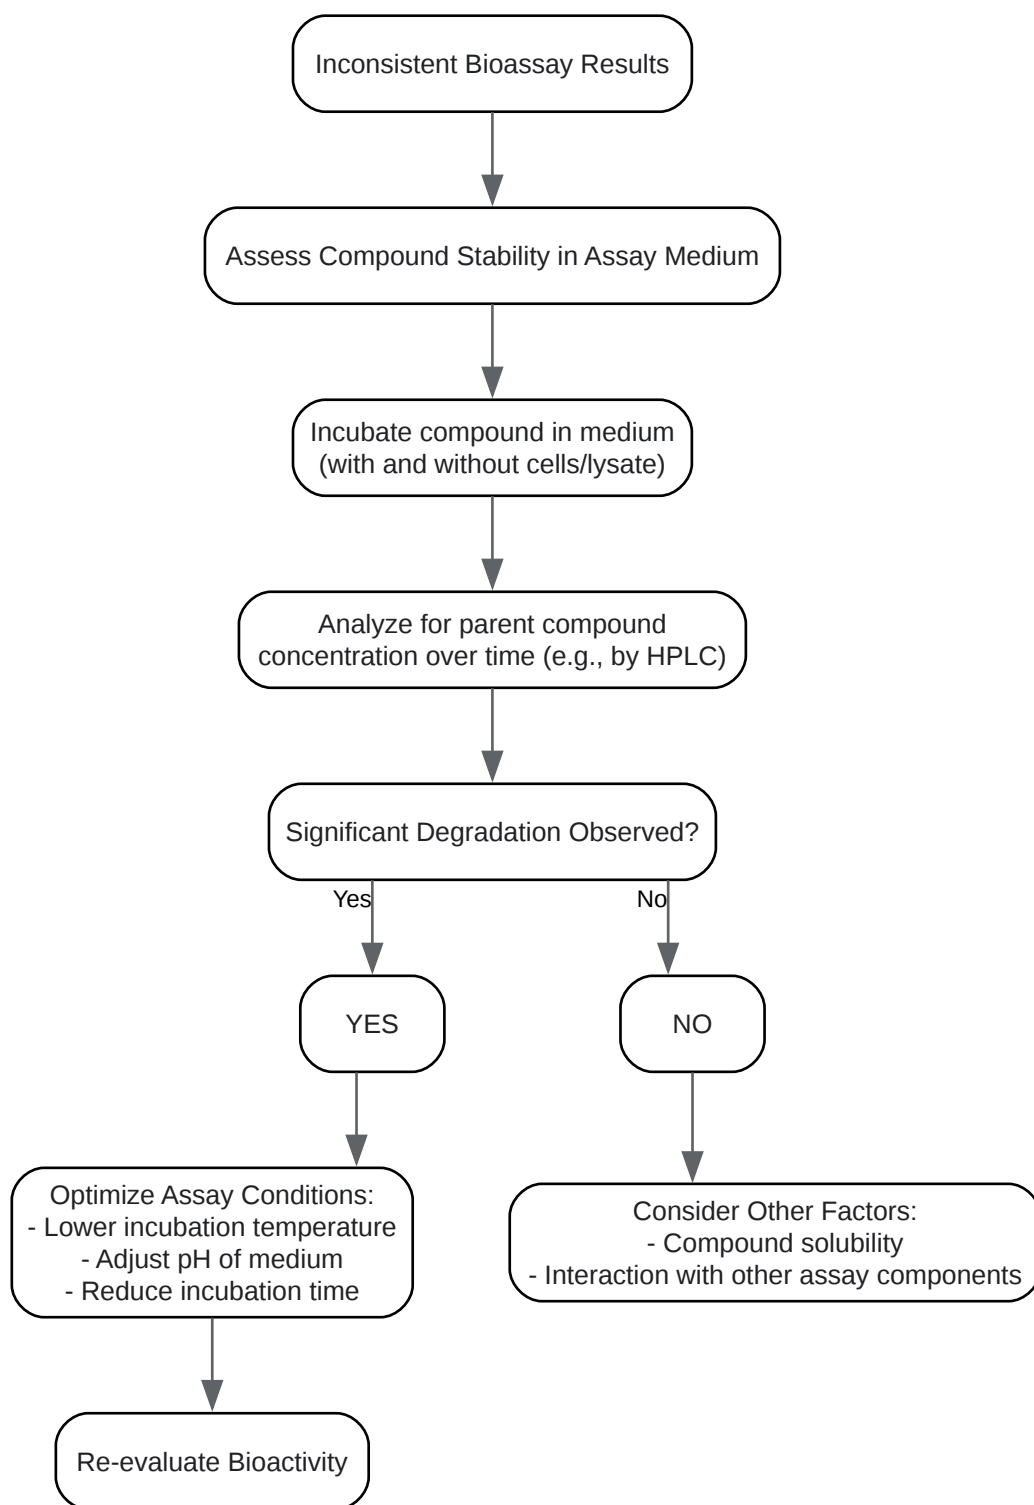 Inconsistent Bioassay Results
Assess Compound Stability in Assay Medium
Incubate compound in medium
(with and without cells/lysate)
Analyze for parent compound
concentration over time (e.g., by HPLC)
Significant Degradation Observed?
Yes
No
YES
NO
Optimize Assay Conditions:
- Lower incubation temperature
- Adjust pH of medium
- Reduce incubation time
Consider Other Factors:
- Compound solubility
- Interaction with other assay components
Re-evaluate Bioactivity